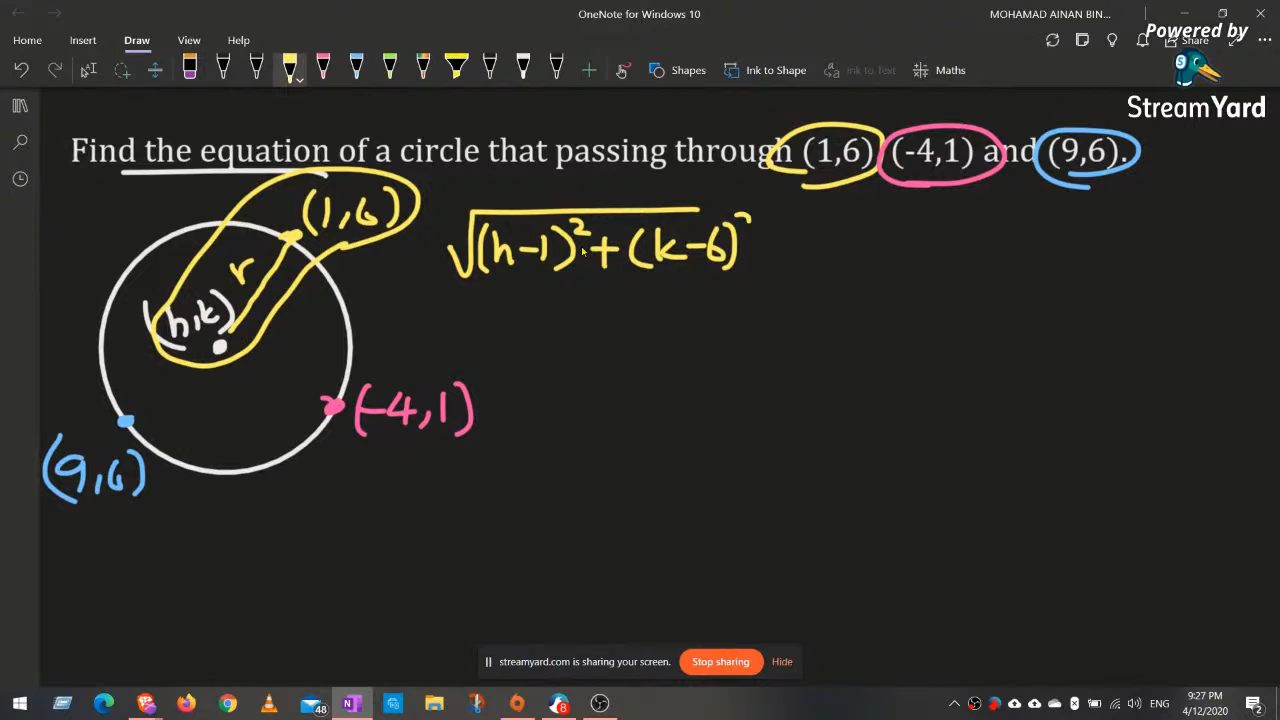 OneNote for Windows 10
MOHAMAD AINAN BIN...
Powered by
Home Insert Draw View Help
Share
Shapes
Ink to Shape
Ink to Text
Maths
StreamYard
Find the equation of a circle that passing through (1,6) (-4,1) and (9,6).
(1,6)
√(h-1)²+(k-6)
r
(h,k)
(-4,1)
(9,6)
streamyard.com is sharing your screen.
Stop sharing
Hide
48
8
ENG
9:27 PM
4/12/2020
2